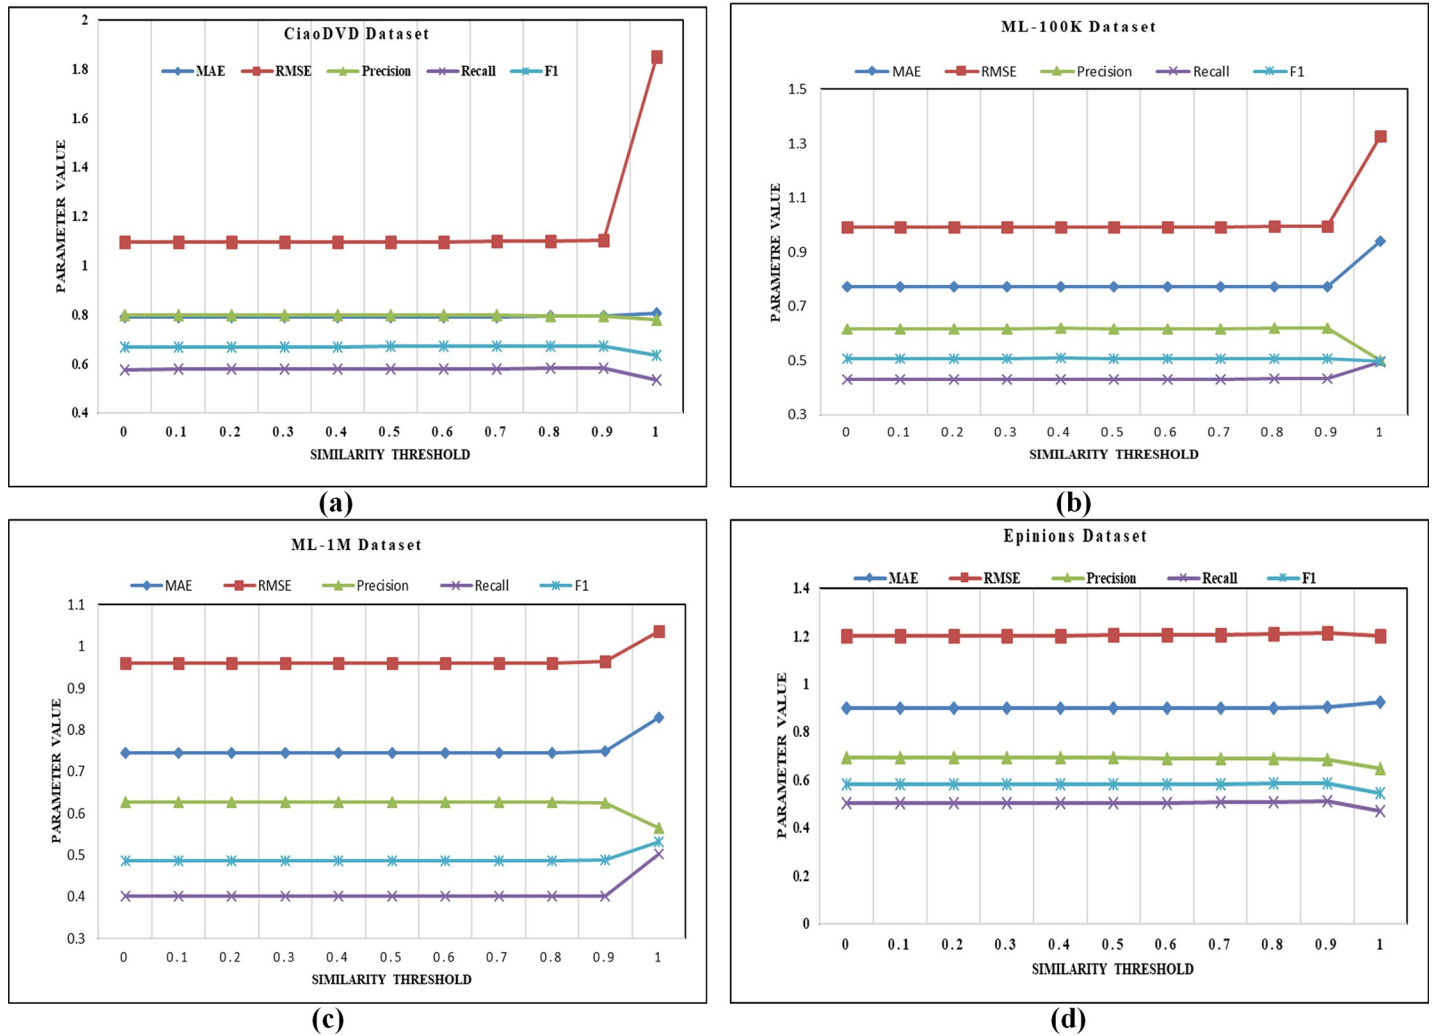 CiaoDVD Dataset
MAE RMSE Precision Recall F1
PARAMETER VALUE
2
1.8
1.6
1.4
1.2
1
0.8
0.6
0.4
0 0.1 0.2 0.3 0.4 0.5 0.6 0.7 0.8 0.9 1
SIMILARITY THRESHOLD
(a)
ML-100K Dataset
MAE RMSE Precision Recall F1
PARAMETRE VALUE
1.5
1.3
1.1
0.9
0.7
0.5
0.3
0 0.1 0.2 0.3 0.4 0.5 0.6 0.7 0.8 0.9 1
SIMILARITY THRESHOLD
(b)
ML-1M Dataset
MAE RMSE Precision Recall F1
PARAMETER VALUE
1.1
1
0.9
0.8
0.7
0.6
0.5
0.4
0.3
0 0.1 0.2 0.3 0.4 0.5 0.6 0.7 0.8 0.9 1
SIMILARITY THRESHOLD
(c)
Epinions Dataset
MAE RMSE Precision Recall F1
PARAMETER VALUE
1.4
1.2
1
0.8
0.6
0.4
0.2
0
0 0.1 0.2 0.3 0.4 0.5 0.6 0.7 0.8 0.9 1
SIMILARITY THRESHOLD
(d)